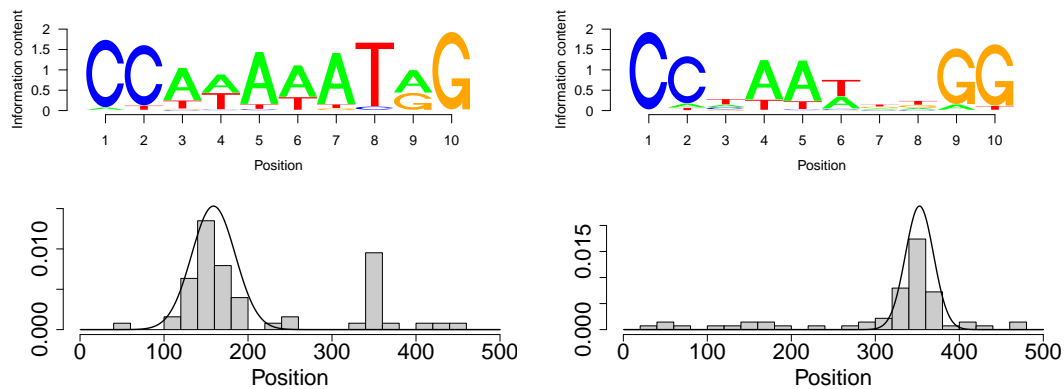 Information content
0
0.5
1
1.5
2
C C A A A A A T A G
T T T T T G
1 2 3 4 5 6 7 8 9 10
Position
Information content
0
0.5
1
1.5
2
C C T A A T T T G G
T T A
1 2 3 4 5 6 7 8 9 10
Position
0.000
0.010
0 100 200 300 400 500
Position
0.000
0.015
0 100 200 300 400 500
Position